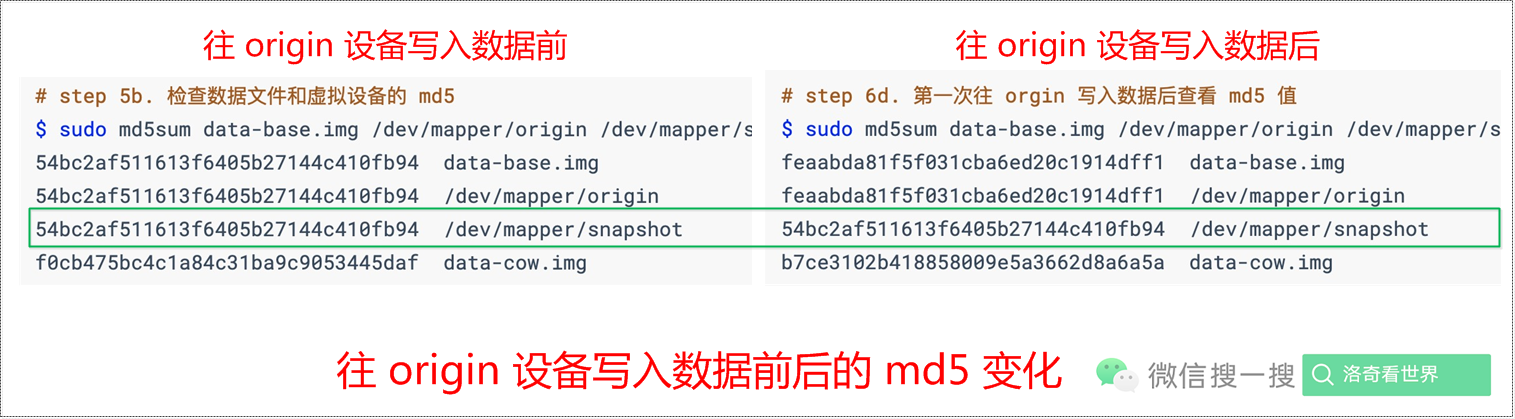 往 origin 设备写入数据前
# step 5b. 检查数据文件和虚拟设备的 md5
$ sudo md5sum data-base.img /dev/mapper/origin /dev/mapper/s
54bc2af511613f6405b27144c410fb94 data-base.img
54bc2af511613f6405b27144c410fb94 /dev/mapper/origin
54bc2af511613f6405b27144c410fb94 /dev/mapper/snapshot
f0cb475bc4c1a84c31ba9c9053445daf data-cow.img
往 origin 设备写入数据后
# step 6d. 第一次往 orgin 写入数据后查看 md5 值
$ sudo md5sum data-base.img /dev/mapper/origin /dev/mapper/s
feaabda81f5f031cba6ed20c1914dff1 data-base.img
feaabda81f5f031cba6ed20c1914dff1 /dev/mapper/origin
54bc2af511613f6405b27144c410fb94 /dev/mapper/snapshot
b7ce3102b418858009e5a3662d8a6a5a data-cow.img
往 origin 设备写入数据前后的 md5 变化
微信搜一搜
洛奇看世界